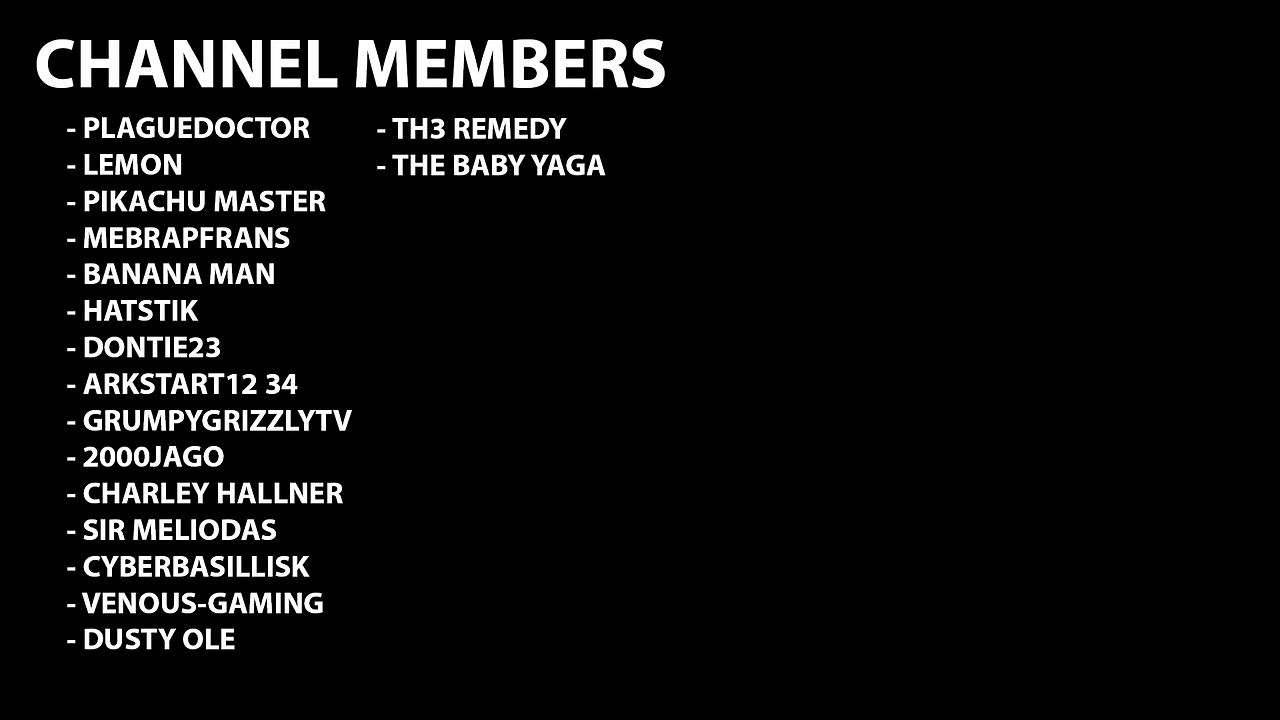 CHANNEL MEMBERS
- PLAGUEDOCTOR
- LEMON
- PIKACHU MASTER
- MEBRAPFRANS
- BANANA MAN
- HATSTIK
- DONTIE23
- ARKSTART12 34
- GRUMPYGRIZZLYTV
- 2000JAGO
- CHARLEY HALLNER
- SIR MELIODAS
- CYBERBASILLISK
- VENOUS-GAMING
- DUSTY OLE
- TH3 REMEDY
- THE BABY YAGA